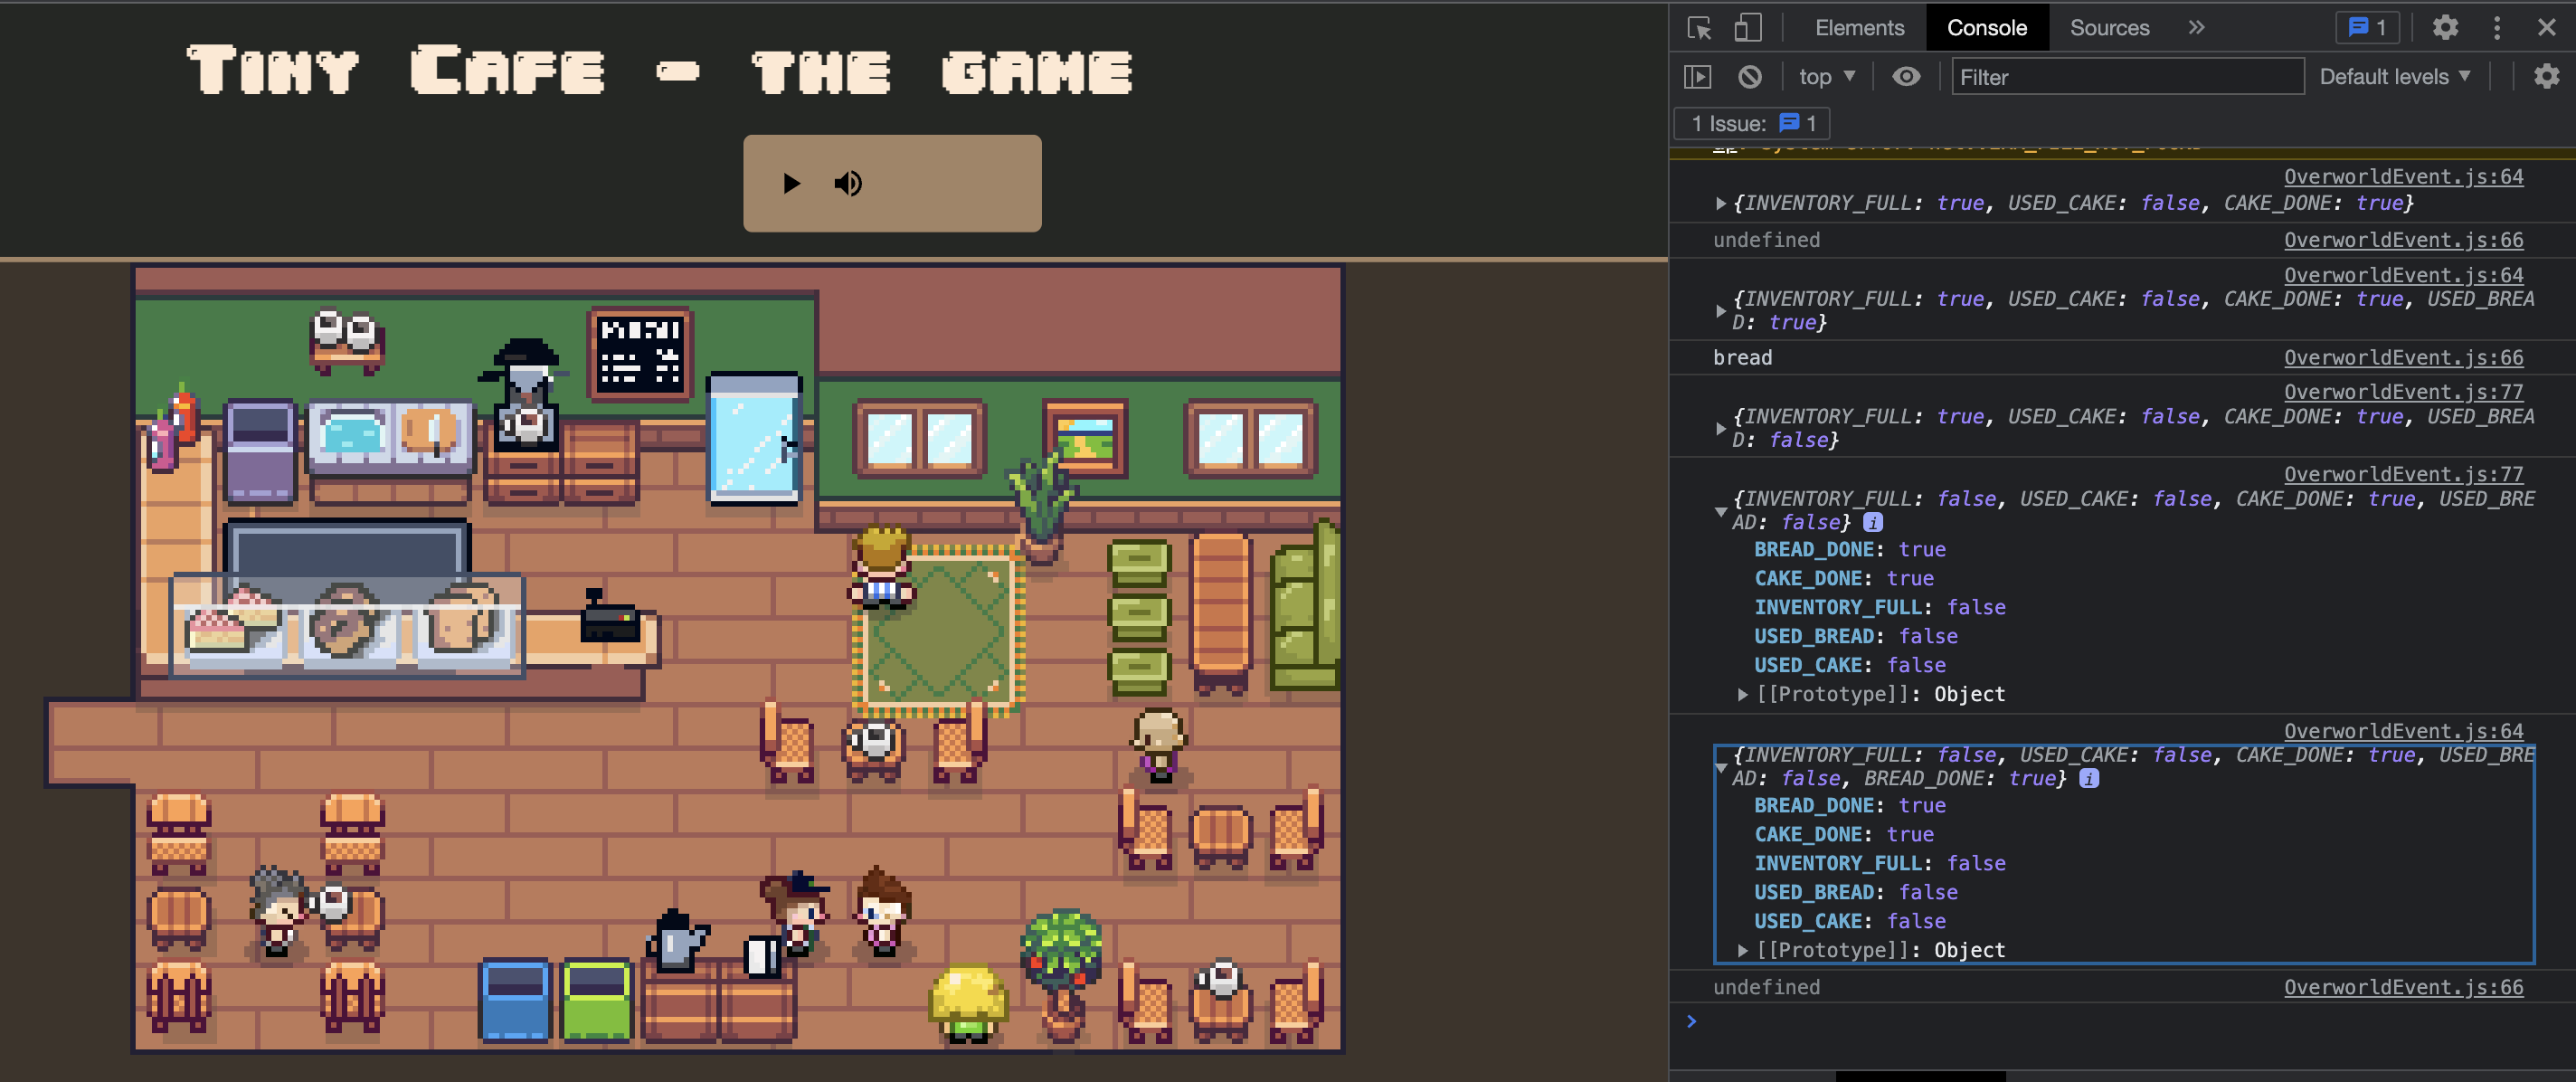 Tiny Cafe - the game
MENU
Elements
Console
Sources
1
top
Filter
Default levels
1 Issue: 1
OverworldEvent.js:64
{INVENTORY_FULL: true, USED_CAKE: false, CAKE_DONE: true}
undefined
OverworldEvent.js:66
OverworldEvent.js:64
{INVENTORY_FULL: true, USED_CAKE: false, CAKE_DONE: true, USED_BREA
D: true}
bread
OverworldEvent.js:66
OverworldEvent.js:77
{INVENTORY_FULL: true, USED_CAKE: false, CAKE_DONE: true, USED_BREA
D: false}
OverworldEvent.js:77
{INVENTORY_FULL: false, USED_CAKE: false, CAKE_DONE: true, USED_BRE
AD: false} i
BREAD_DONE: true
CAKE_DONE: true
INVENTORY_FULL: false
USED_BREAD: false
USED_CAKE: false
[[Prototype]]: Object
OverworldEvent.js:64
{INVENTORY_FULL: false, USED_CAKE: false, CAKE_DONE: true, USED_BRE
AD: false, BREAD_DONE: true} i
BREAD_DONE: true
CAKE_DONE: true
INVENTORY_FULL: false
USED_BREAD: false
USED_CAKE: false
[[Prototype]]: Object
undefined
OverworldEvent.js:66